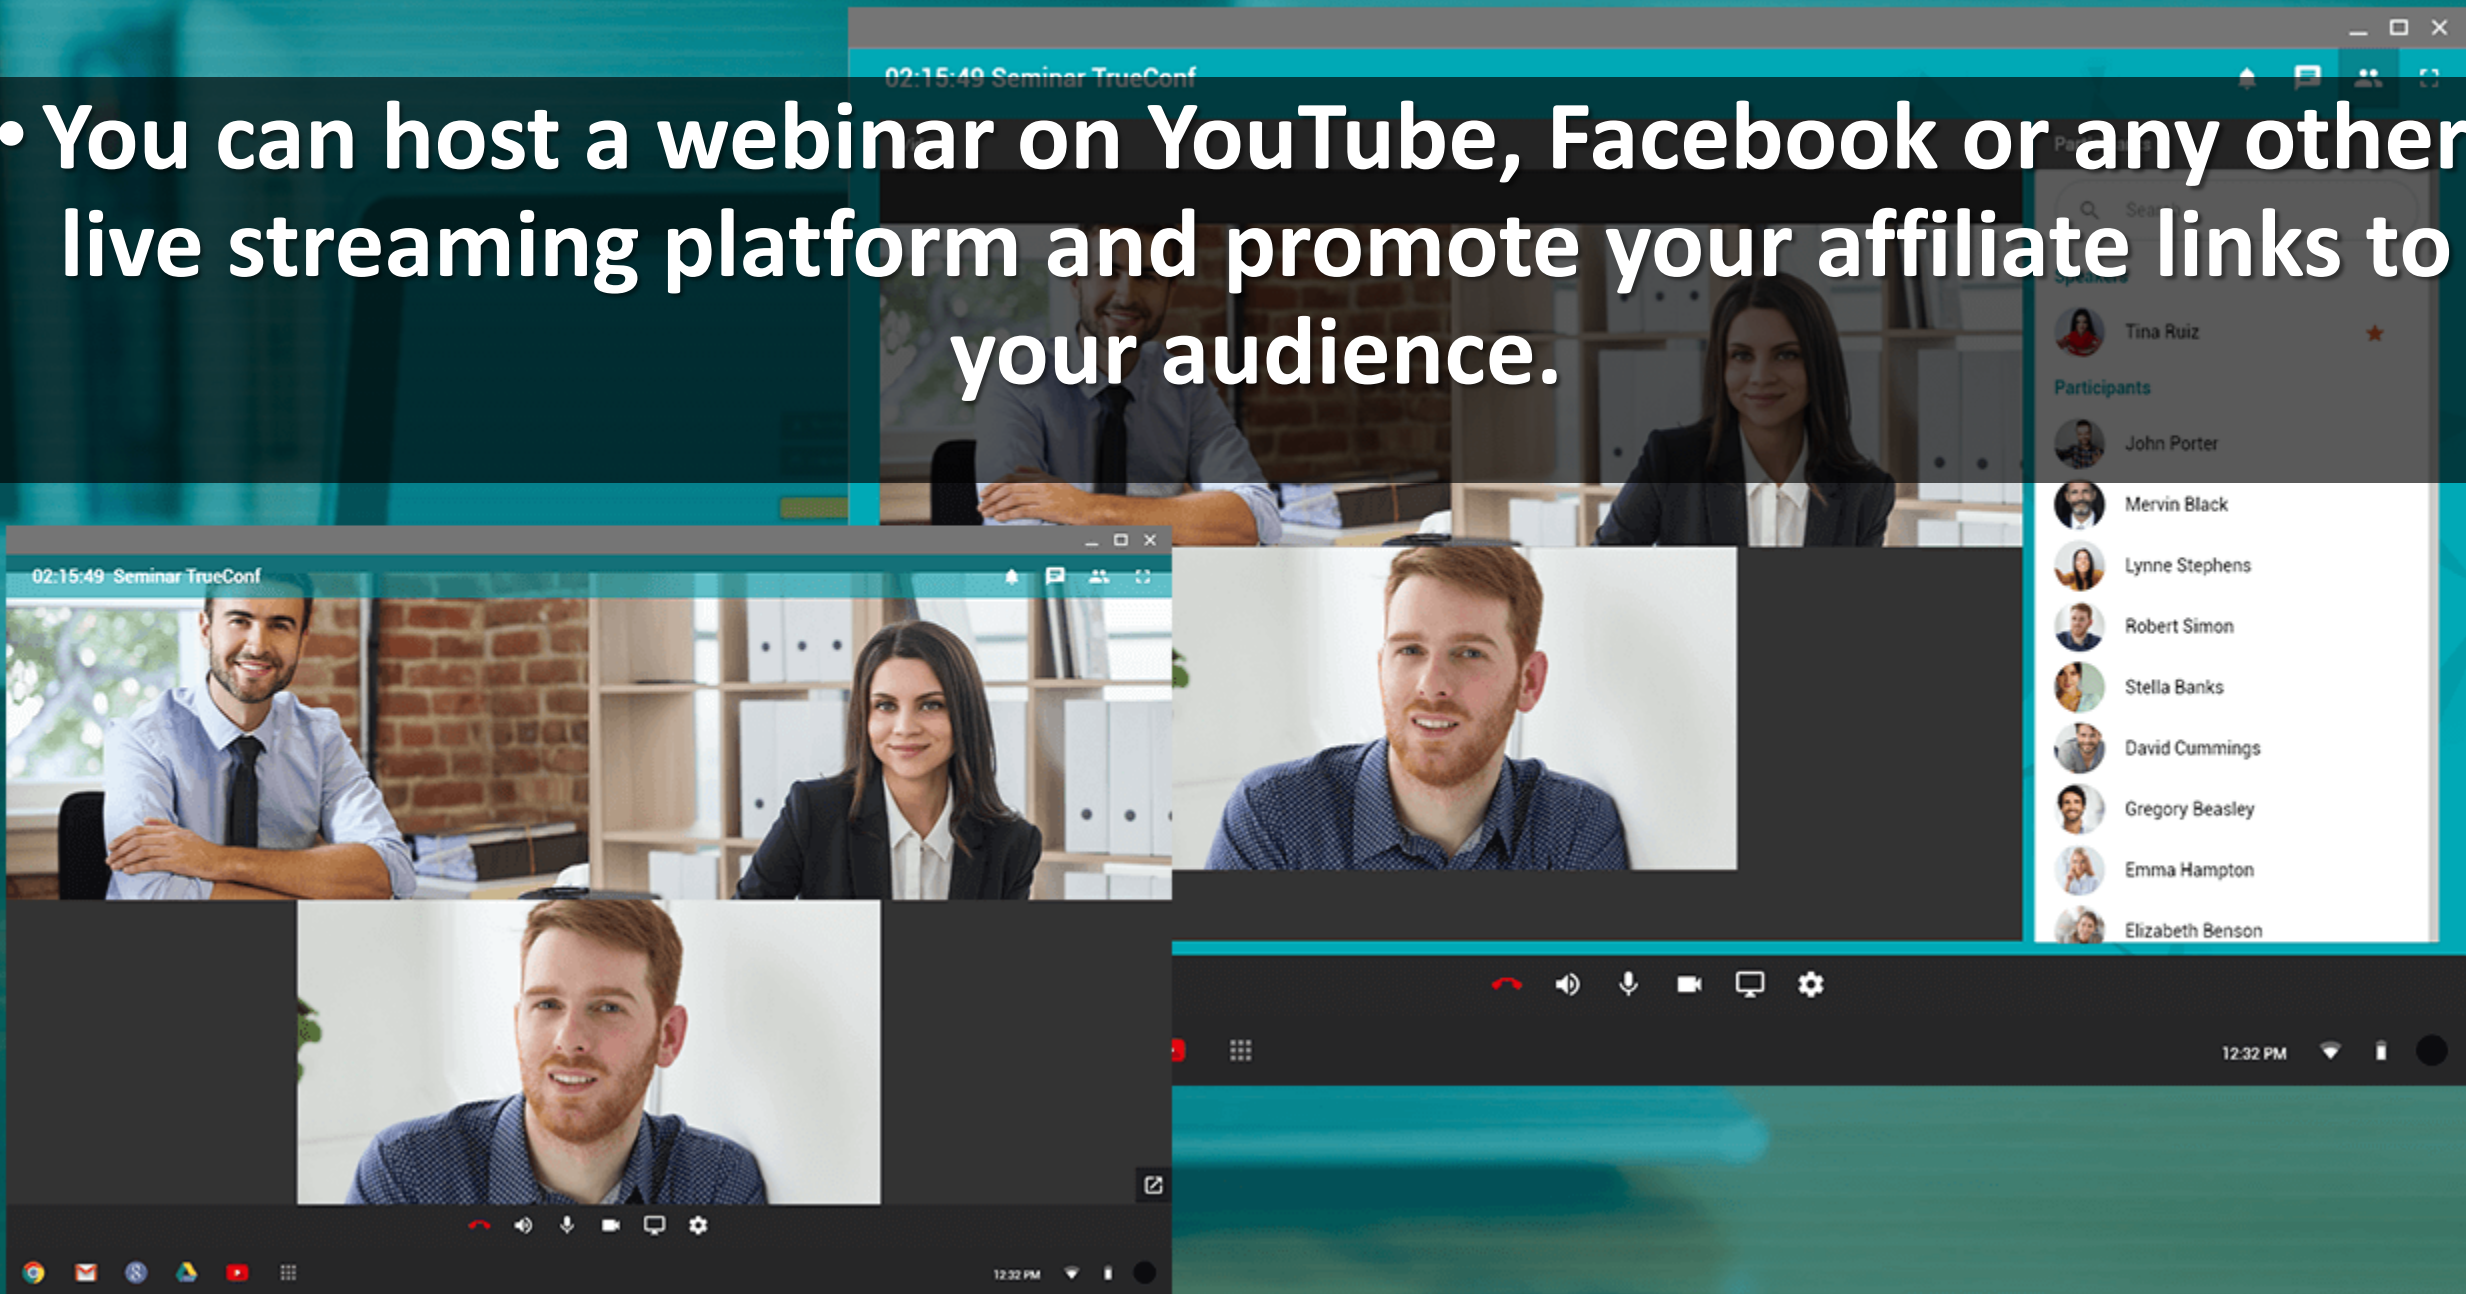 02:15:49 Seminar TrueConf
• You can host a webinar on YouTube, Facebook or any other
live streaming platform and promote your affiliate links to
your audience.
Participants
Search
Speakers
Tina Ruiz
Participants
John Porter
Mervin Black
Lynne Stephens
Robert Simon
Stella Banks
David Cummings
Gregory Beasley
Emma Hampton
Elizabeth Benson
12:32 PM
02:15:49 Seminar TrueConf
12:32 PM